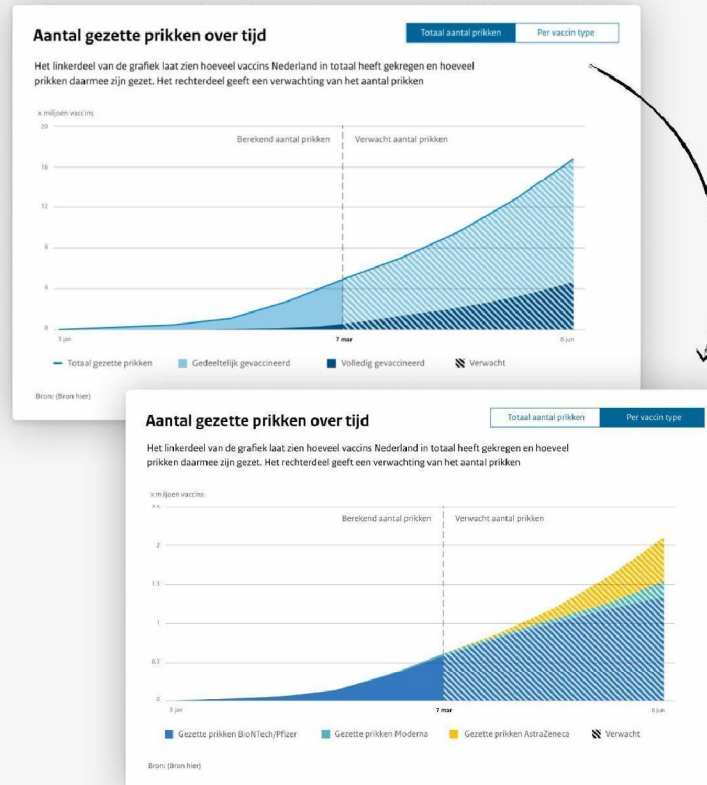 Aantal gezette prikken over tijd
Totaal aantal prikken
Per vaccin type
Het linkerdeel van de grafiek laat zien hoeveel vaccins Nederland in totaal heeft gekregen en hoeveel
prikken daarmee zijn gezet. Het rechterdeel geeft een verwachting van het aantal prikken
x miljoen vaccins
20
Berekend aantal prikken
Verwacht aantal prikken
16
12
8
4
0
3 jan
7 mar
6 jun
Totaal gezette prikken
Gedeeltelijk gevaccineerd
Volledig gevaccineerd
Verwacht
Bron: (Bron hier)
Aantal gezette prikken over tijd
Totaal aantal prikken
Per vaccin type
Het linkerdeel van de grafiek laat zien hoeveel vaccins Nederland in totaal heeft gekregen en hoeveel
prikken daarmee zijn gezet. Het rechterdeel geeft een verwachting van het aantal prikken
x miljoen vaccins
Berekend aantal prikken
Verwacht aantal prikken
2
1.5
1
0.5
0
3 jan
7 mar
6 jun
Gezette prikken BioNTech/Pfizer
Gezette prikken Moderna
Gezette prikken AstraZeneca
Verwacht
Bron: (Bron hier)